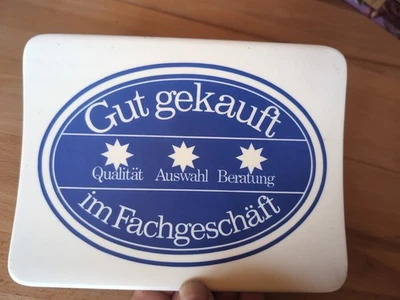 Gut gekauft
Qualität Auswahl Beratung
im Fachgeschäft